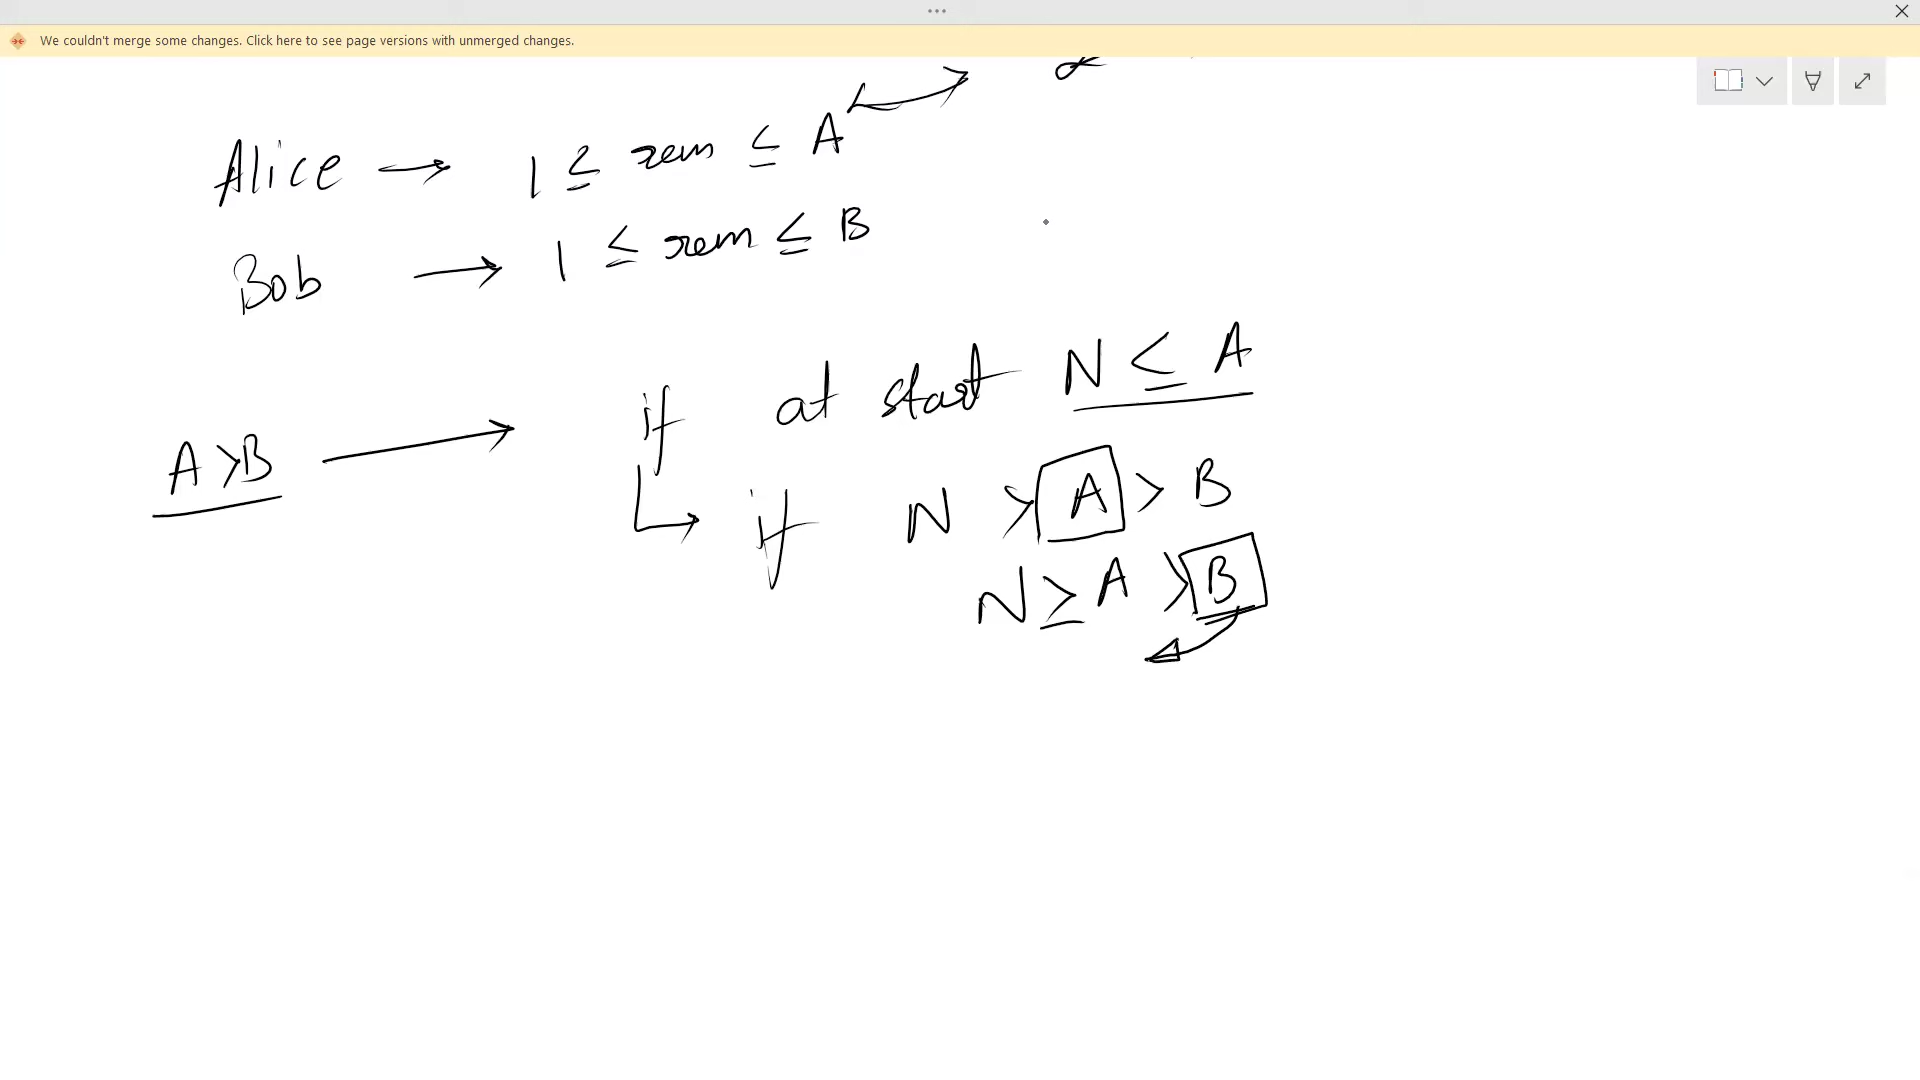 We couldn't merge some changes. Click here to see page versions with unmerged changes.
Alice → 1 ≤ rem ≤ A
Bob → 1 ≤ rem ≤ B
if at start N ≤ A
A > B →
if N > A > B
N ≥ A > B